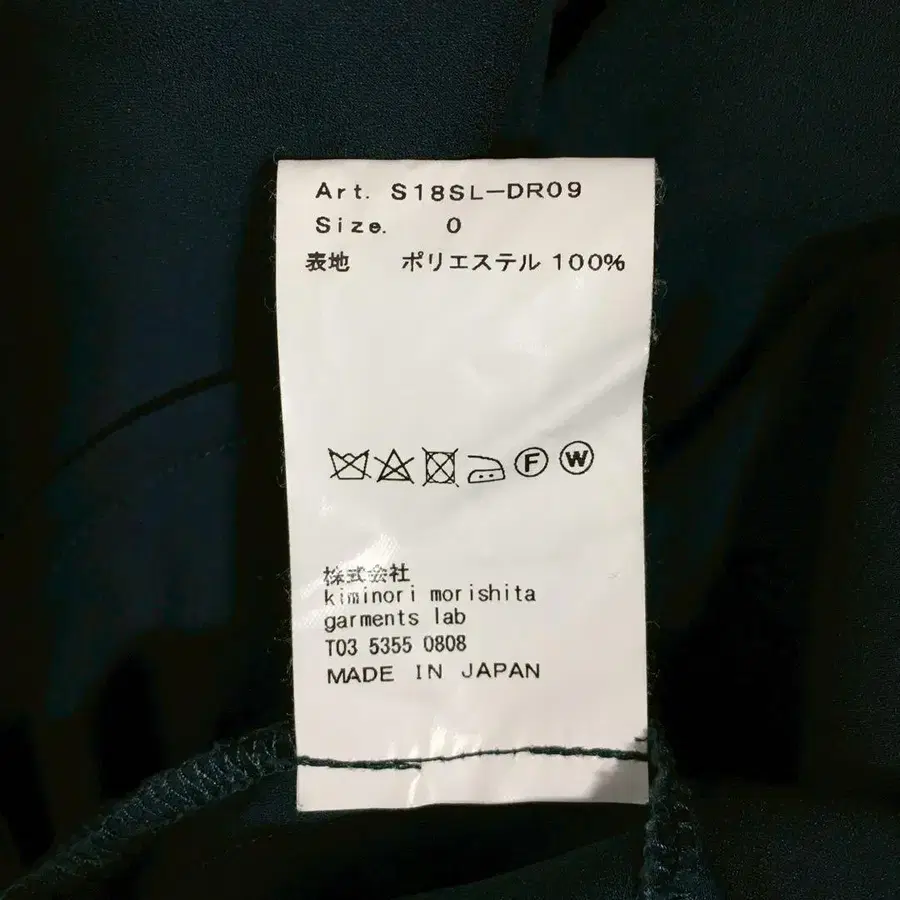 Art. S18SL-DR09
Size. 0
表地 ポリエステル 100%
F W
株式会社
kiminori morishita
garments lab
T03 5355 0808
MADE IN JAPAN